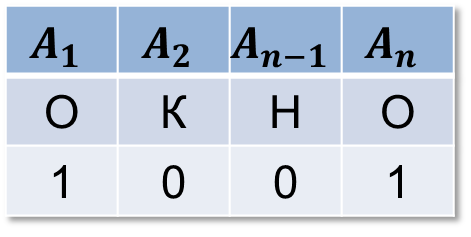 A₁ A₂ Aₙ₋₁ Aₙ
О К Н О
1 0 0 1